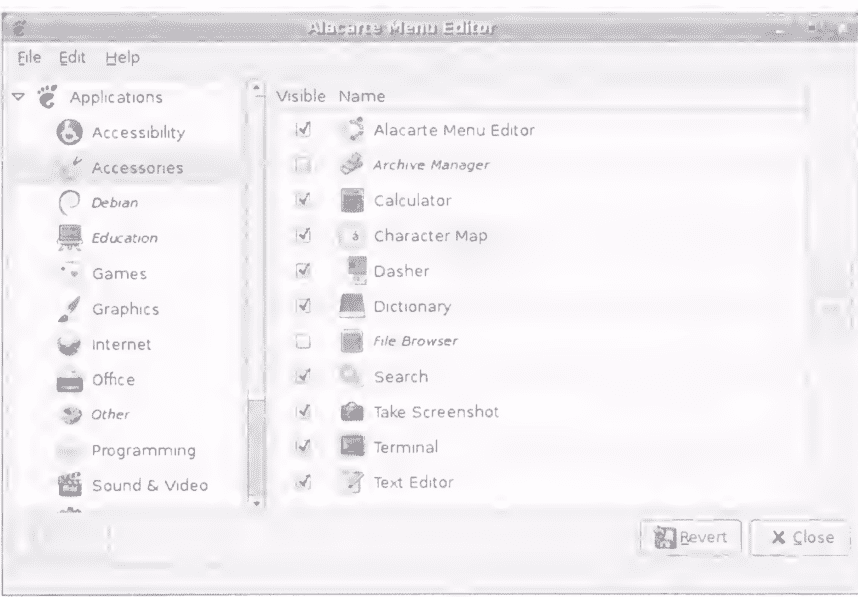 Alacarte Menu Editor
File Edit Help
Applications
Accessibility
Accessories
Debian
Education
Games
Graphics
Internet
Office
Other
Programming
Sound & Video
Visible Name
Alacarte Menu Editor
Archive Manager
Calculator
Character Map
Dasher
Dictionary
File Browser
Search
Take Screenshot
Terminal
Text Editor
Revert Close